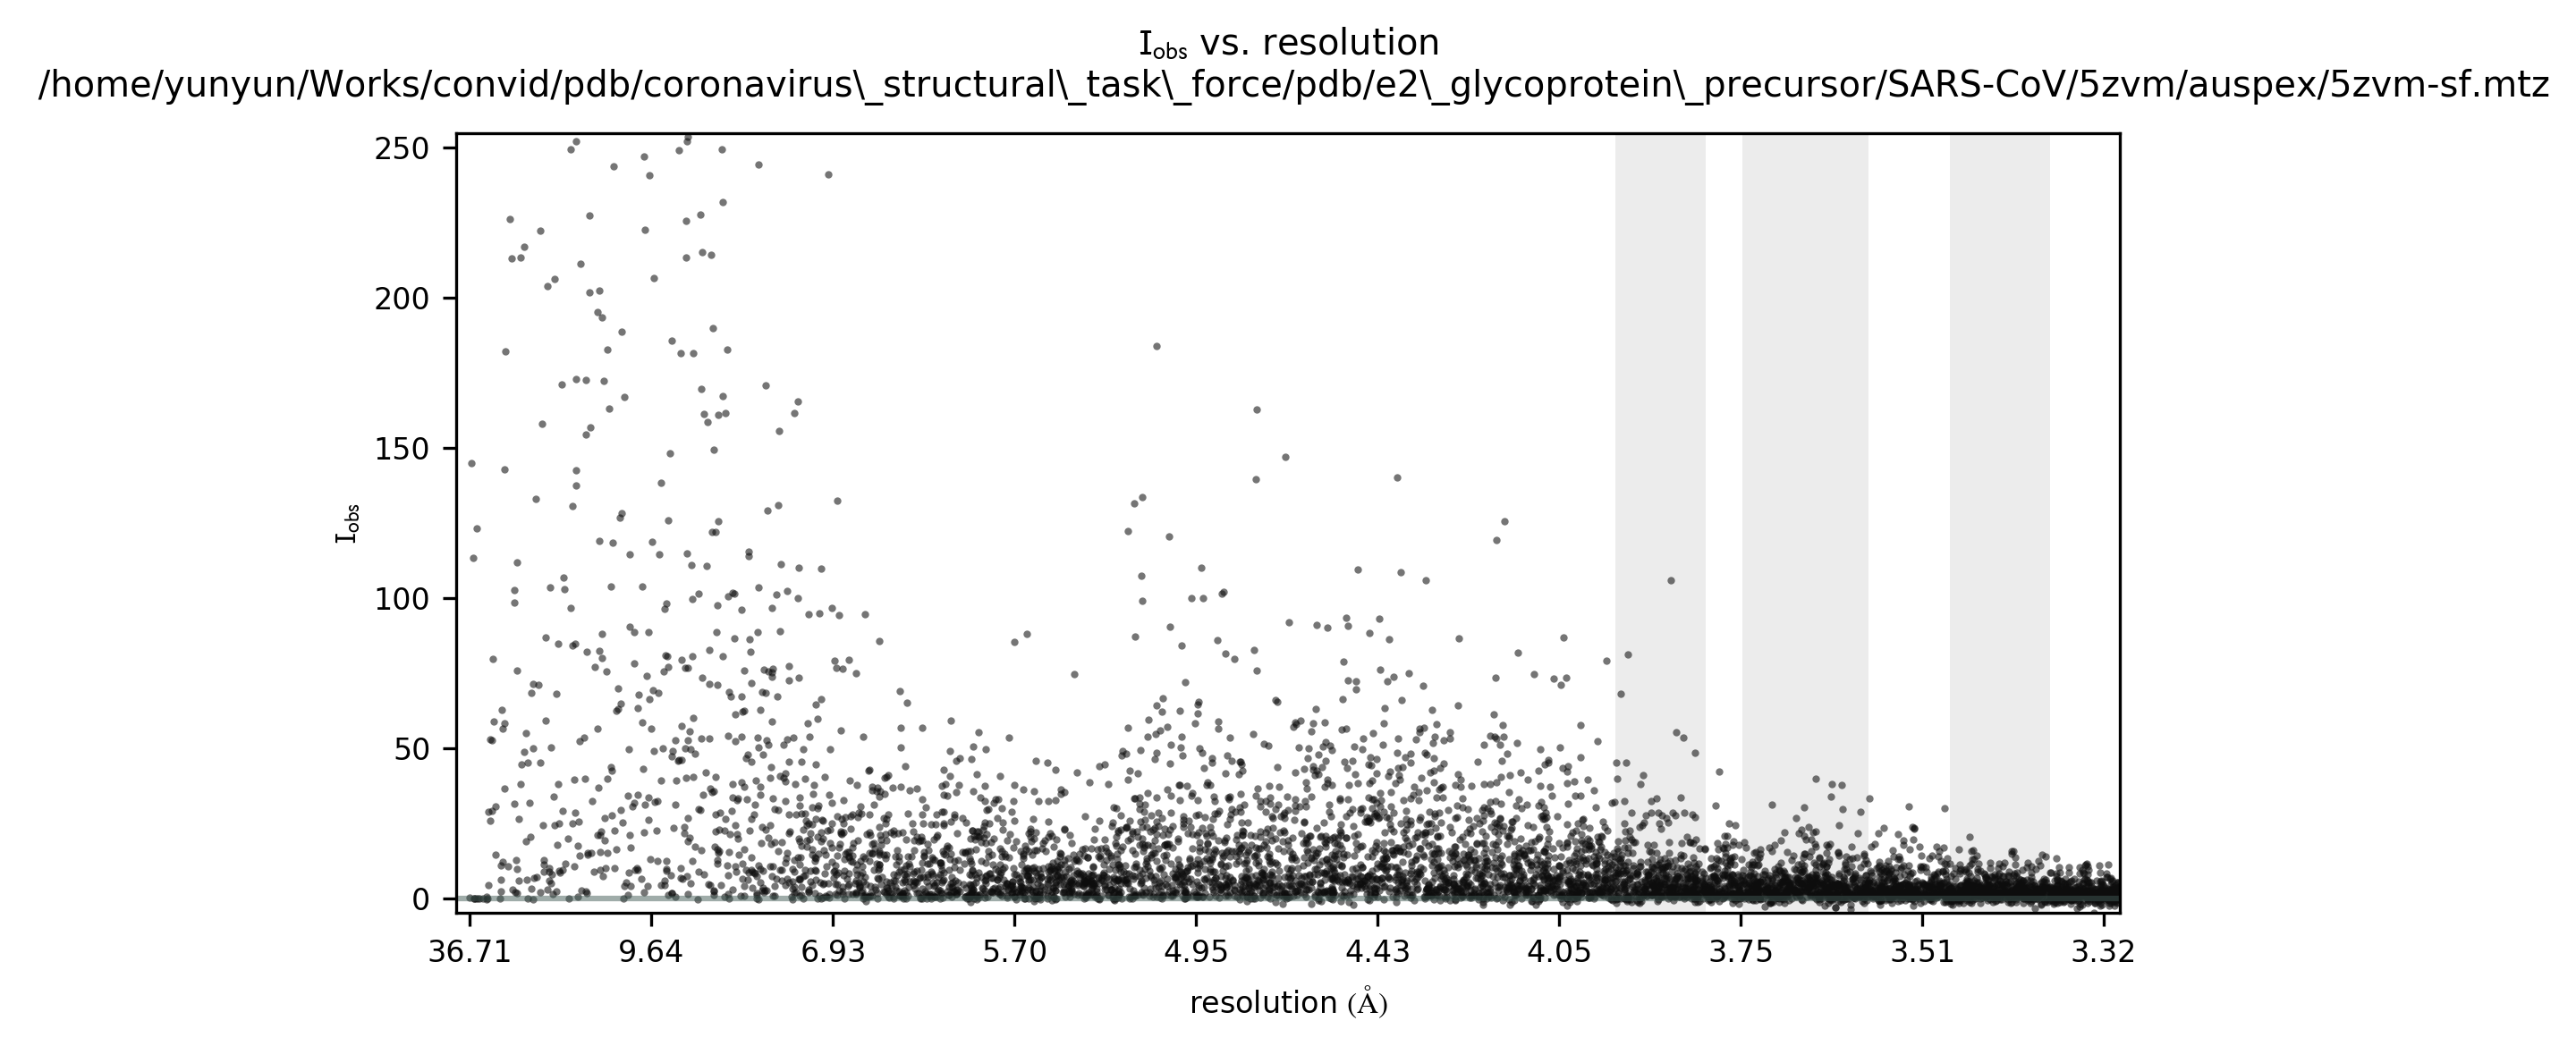 I_obs vs. resolution
/home/yunyun/Works/convid/pdb/coronavirus\_structural\_task\_force/pdb/e2\_glycoprotein\_precursor/SARS-CoV/5zvm/auspex/5zvm-sf.mtz
250
200
150
100
50
0
I_obs
36.71 9.64 6.93 5.70 4.95 4.43 4.05 3.75 3.51 3.32
resolution (Å)